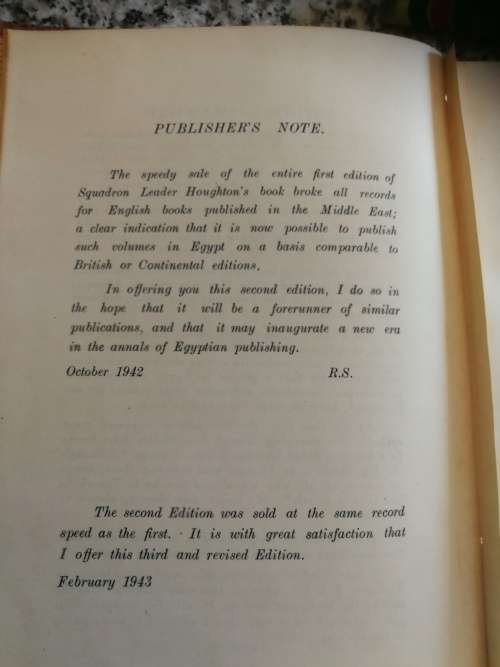 PUBLISHER'S NOTE.
The speedy sale of the entire first edition of
Squadron Leader Houghton's book broke all records
for English books published in the Middle East;
a clear indication that it is now possible to publish
such volumes in Egypt on a basis comparable to
British or Continental editions.
In offering you this second edition, I do so in
the hope that it will be a forerunner of similar
publications, and that it may inaugurate a new era
in the annals of Egyptian publishing.
October 1942 R.S.
The second Edition was sold at the same record
speed as the first. It is with great satisfaction that
I offer this third and revised Edition.
February 1943